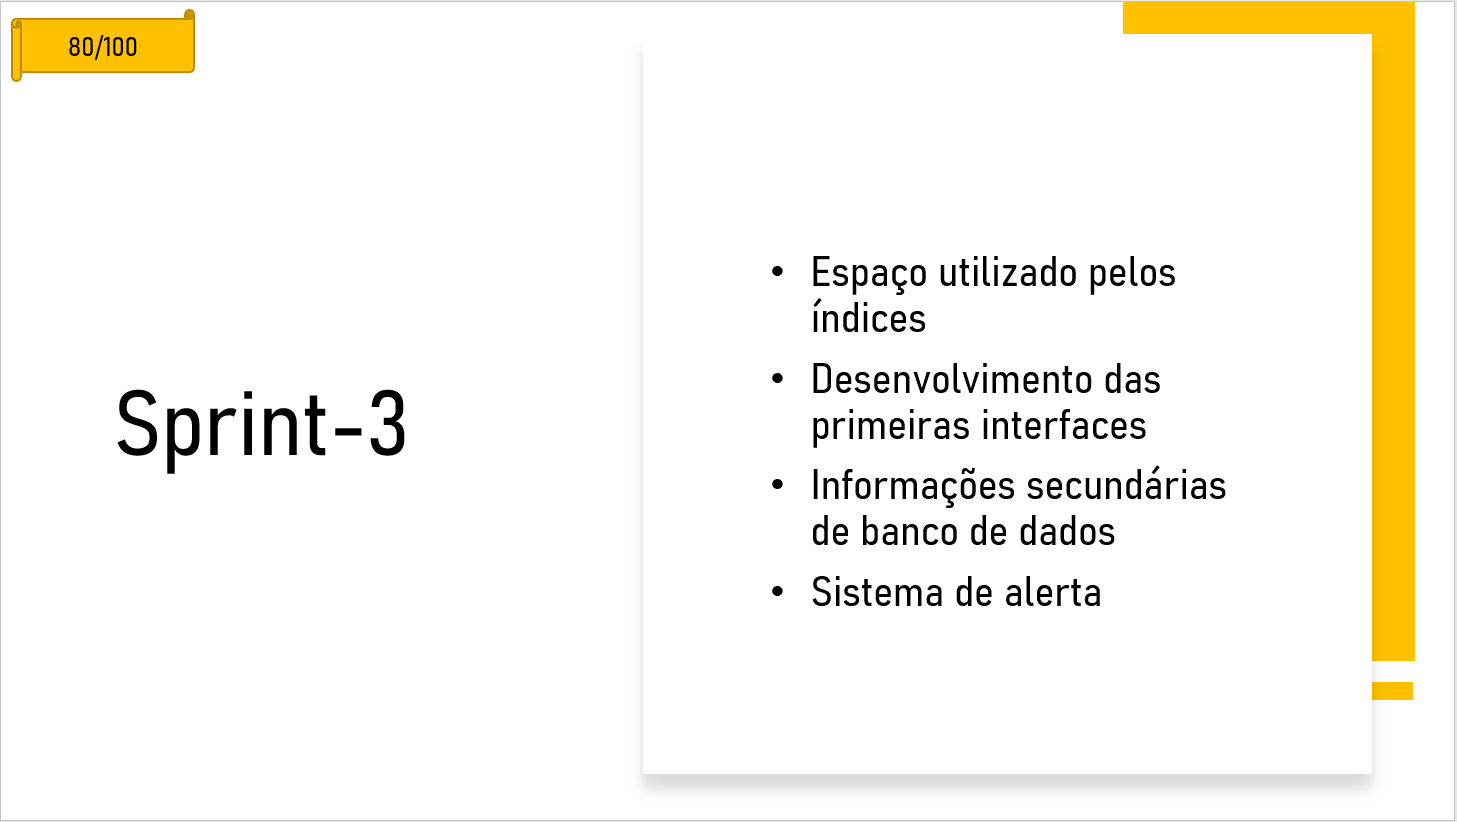 80/100
Sprint-3
• Espaço utilizado pelos
índices
• Desenvolvimento das
primeiras interfaces
• Informações secundárias
de banco de dados
• Sistema de alerta